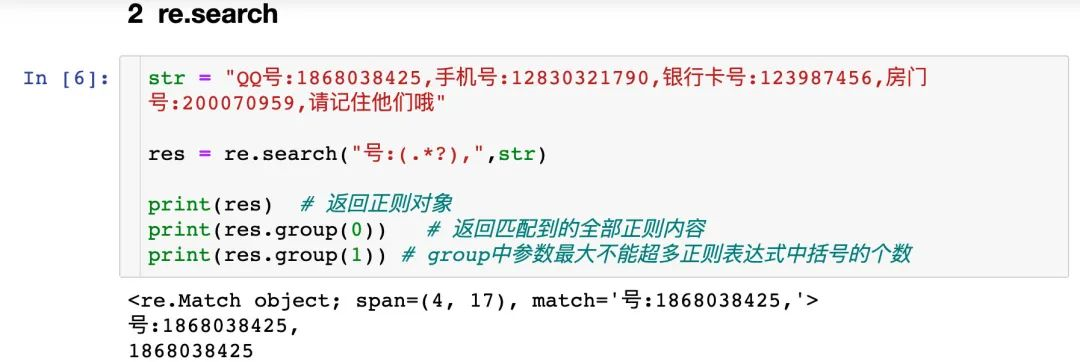 2 re.search
In [6]:
str = "QQ号:1868038425,手机号:12830321790,银行卡号:123987456,房门
号:200070959,请记住他们哦"
res = re.search("号:(.*?),",str)
print(res)  # 返回正则对象
print(res.group(0))   # 返回匹配到的全部正则内容
print(res.group(1)) # group中参数最大不能超多正则表达式中括号的个数
<re.Match object; span=(4, 17), match='号:1868038425,'>
号:1868038425,
1868038425